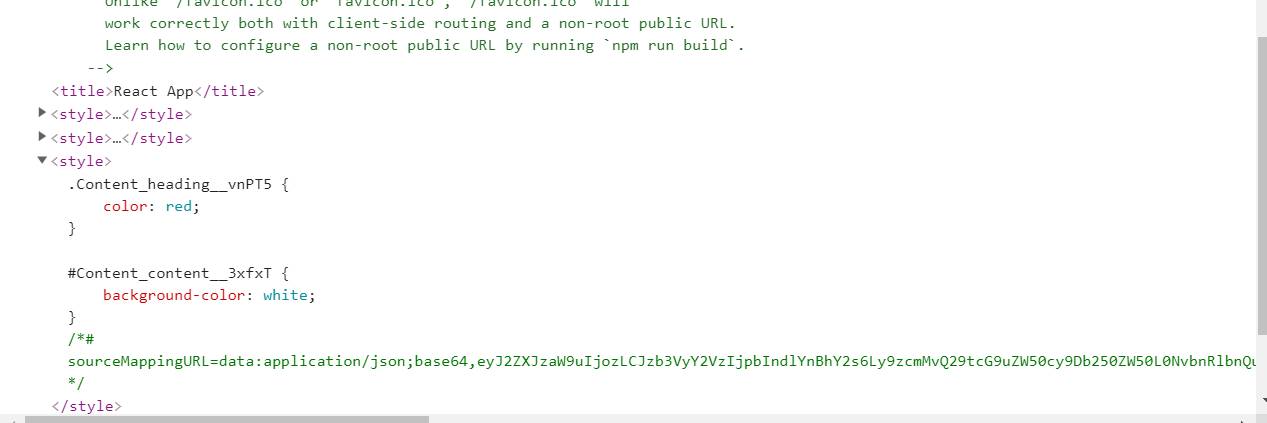 Unlike "/favicon.ico" or "favicon.ico", "/favicon.ico" will
work correctly both with client-side routing and a non-root public URL.
Learn how to configure a non-root public URL by running `npm run build`.
-->
<title>React App</title>
<style>…</style>
<style>…</style>
<style>
.Content_heading__vnPT5 {
color: red;
}
#Content_content__3xfxT {
background-color: white;
}
/*#
sourceMappingURL=data:application/json;base64,eyJ2ZXJzaW9uIjozLCJzb3VyY2VzIjpbIndlYnBhY2s6Ly9zcmMvQ29tcG9uZW50cy9Db250ZW50L0NvbnRlbnQu
*/
</style>